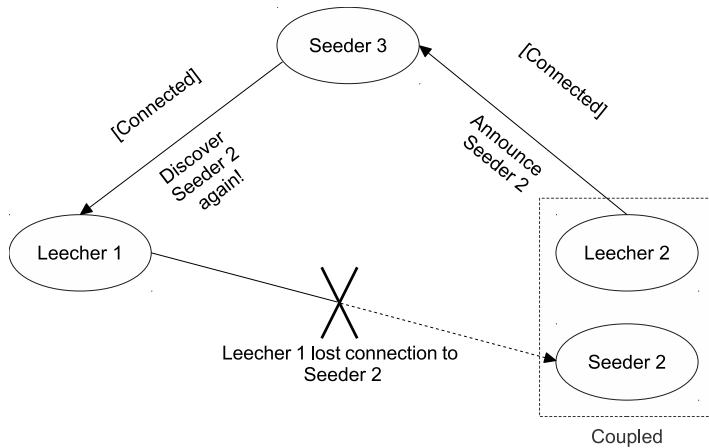 Seeder 3
[Connected]
[Connected]
Discover
Seeder 2
again!
Announce
Seeder 2
Leecher 1
Leecher 2
Leecher 1 lost connection to
Seeder 2
Seeder 2
Coupled